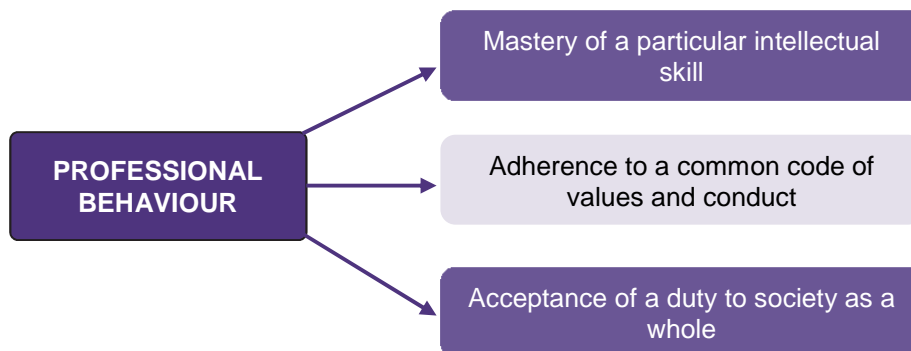 Mastery of a particular intellectual
skill
PROFESSIONAL
BEHAVIOUR
Adherence to a common code of
values and conduct
Acceptance of a duty to society as a
whole